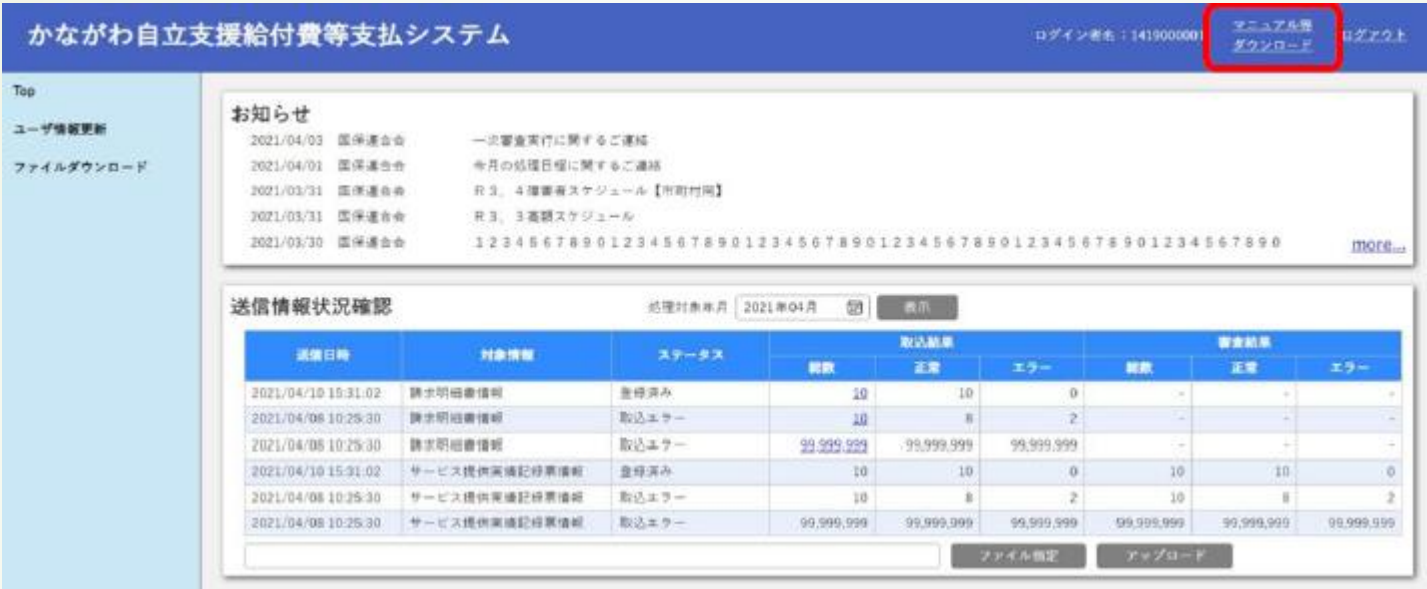 かながわ自立支援給付費等支払システム
ログイン者名：1419000001
マニュアル類
ダウンロード
ログアウト
Top
ユーザ情報更新
ファイルダウンロード
お知らせ
2021/04/03 国保連合会 一次審査実行に関するご連絡
2021/04/01 国保連合会 今月の処理日程に関するご連絡
2021/03/31 国保連合会 R3．4障害者スケジュール【市町村向】
2021/03/31 国保連合会 R3．3高額スケジュール
2021/03/30 国保連合会 1234567890123456789012345678901234567890123456789012345678901234567890
more...
送信情報状況確認
処理対象年月 2021年04月 表示
送信日時 対象情報 ステータス 取込結果 審査結果
総数 正常 エラー 総数 正常 エラー
2021/04/10 15:31:02 請求明細書情報 登録済み 10 10 0 - - -
2021/04/08 10:25:30 請求明細書情報 取込エラー 10 8 2 - - -
2021/04/08 10:25:30 請求明細書情報 取込エラー 99,999,999 99,999,999 99,999,999 - - -
2021/04/10 15:31:02 サービス提供実績記録票情報 登録済み 10 10 0 10 10 0
2021/04/08 10:25:30 サービス提供実績記録票情報 取込エラー 10 8 2 10 8 2
2021/04/08 10:25:30 サービス提供実績記録票情報 取込エラー 99,999,999 99,999,999 99,999,999 99,999,999 99,999,999 99,999,999
ファイル指定 アップロード